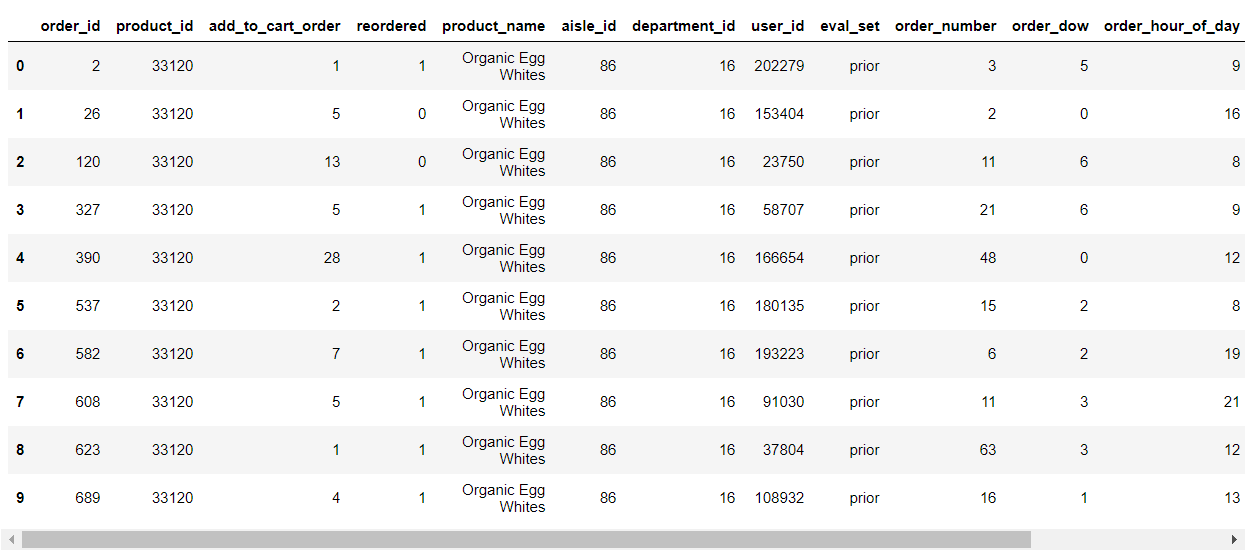 order_id product_id add_to_cart_order reordered product_name aisle_id department_id user_id eval_set order_number order_dow order_hour_of_day
0 2 33120 1 1 Organic Egg Whites 86 16 202279 prior 3 5 9
1 26 33120 5 0 Organic Egg Whites 86 16 153404 prior 2 0 16
2 120 33120 13 0 Organic Egg Whites 86 16 23750 prior 11 6 8
3 327 33120 5 1 Organic Egg Whites 86 16 58707 prior 21 6 9
4 390 33120 28 1 Organic Egg Whites 86 16 166654 prior 48 0 12
5 537 33120 2 1 Organic Egg Whites 86 16 180135 prior 15 2 8
6 582 33120 7 1 Organic Egg Whites 86 16 193223 prior 6 2 19
7 608 33120 5 1 Organic Egg Whites 86 16 91030 prior 11 3 21
8 623 33120 1 1 Organic Egg Whites 86 16 37804 prior 63 3 12
9 689 33120 4 1 Organic Egg Whites 86 16 108932 prior 16 1 13